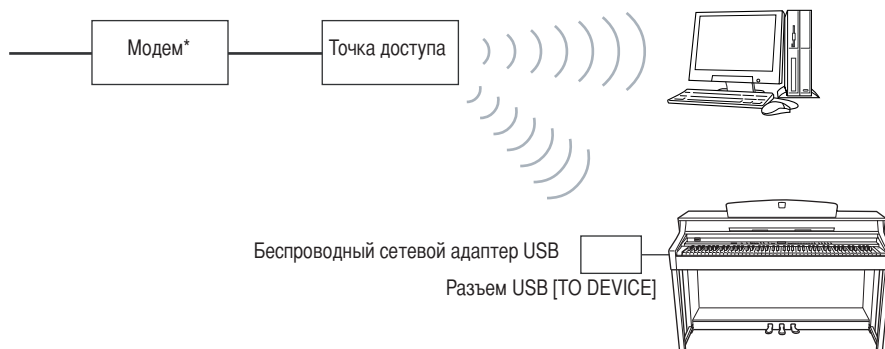 Модем*
Точка доступа
Беспроводный сетевой адаптер USB
Разъем USB [TO DEVICE]